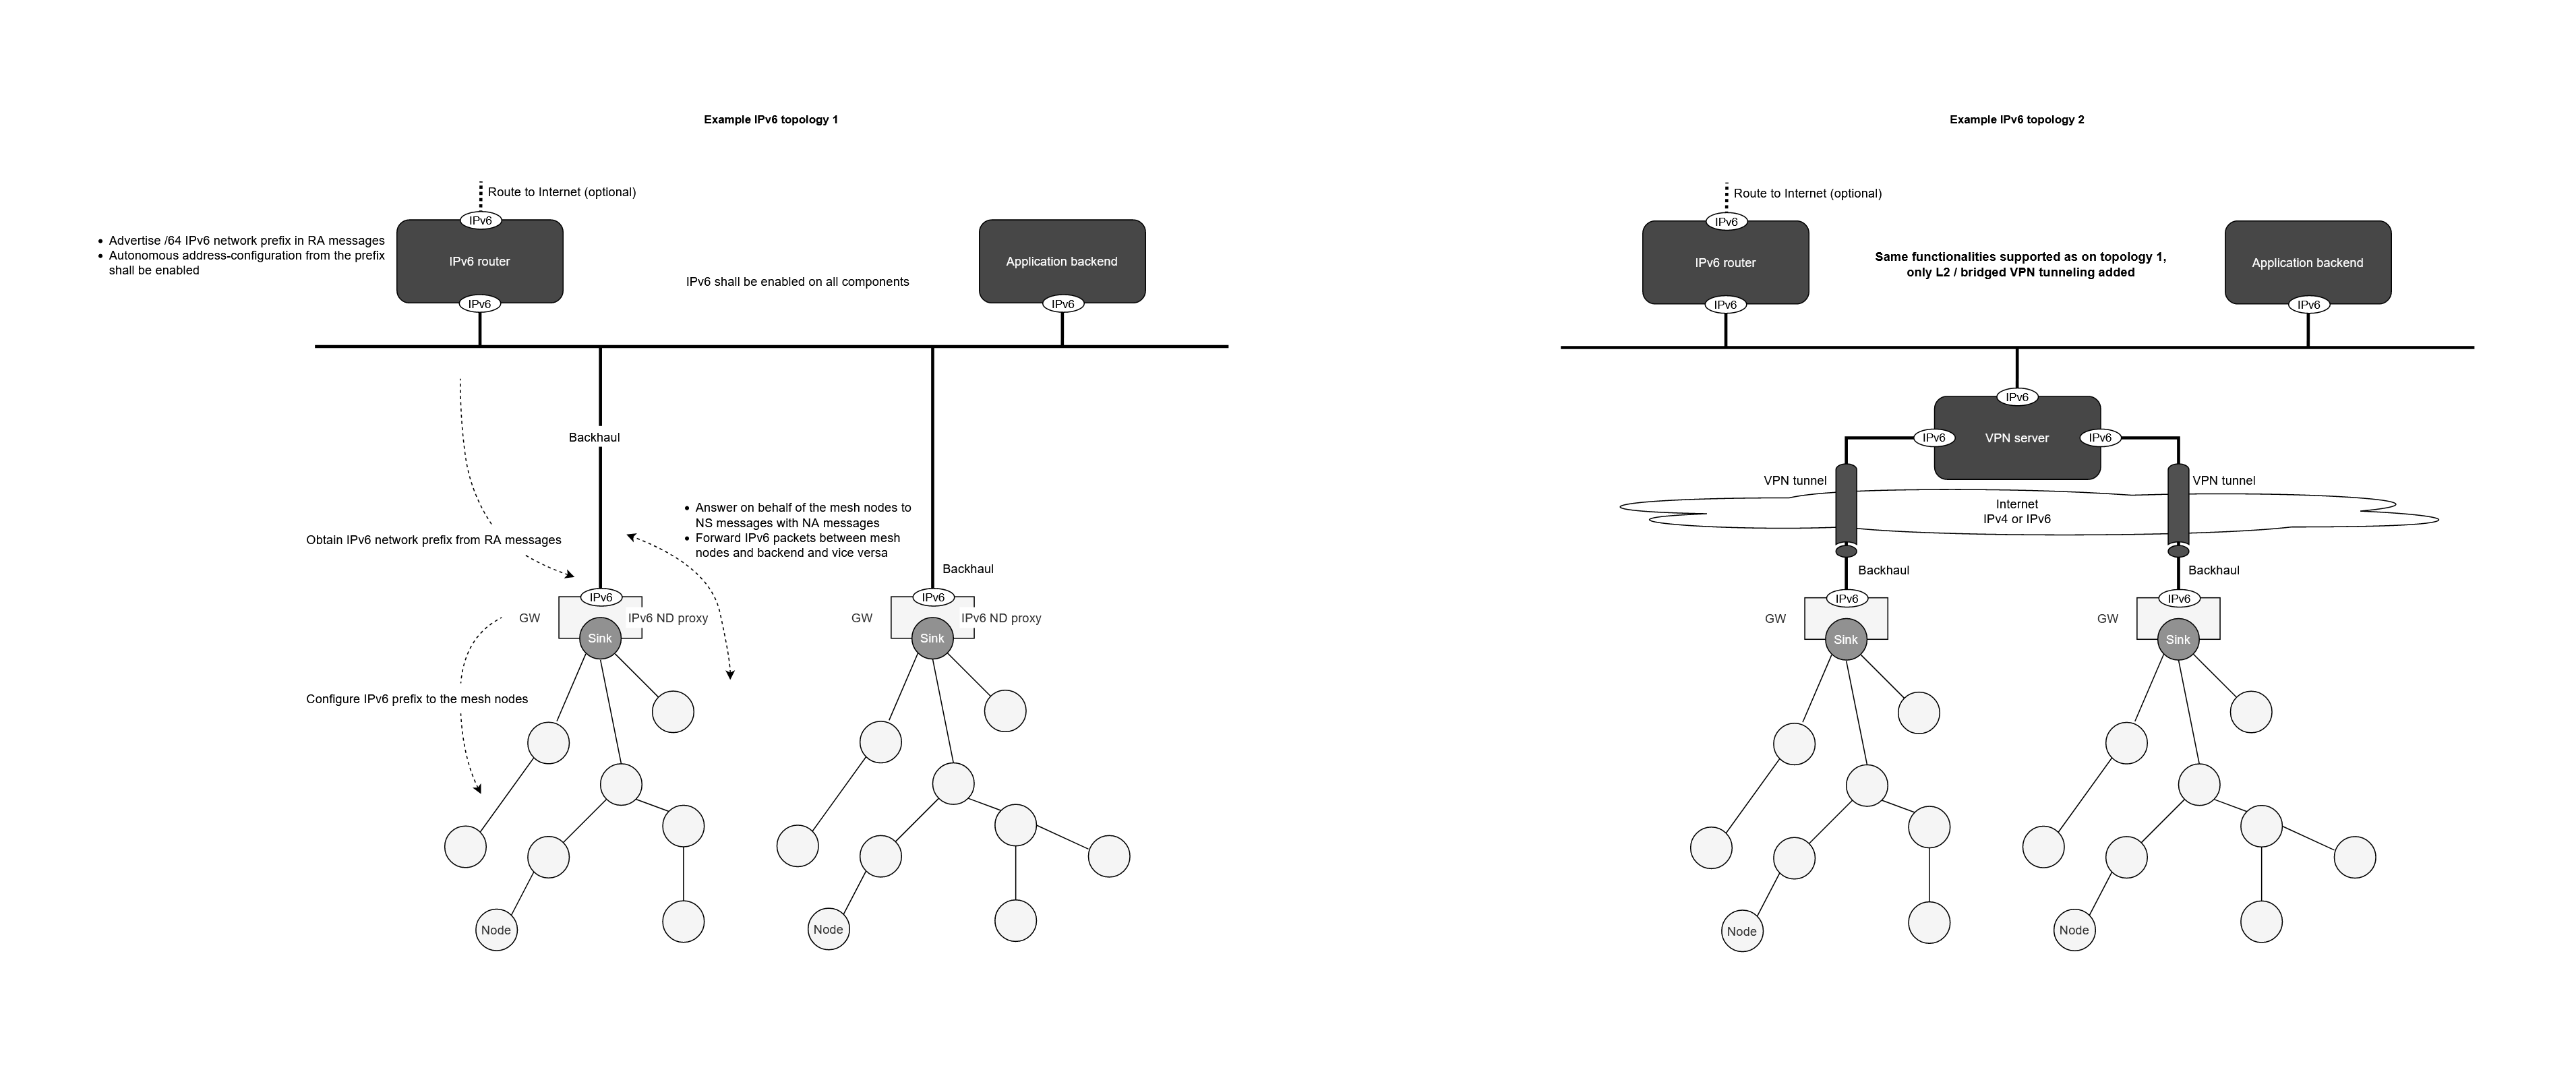 Example IPv6 topology 1
Route to Internet (optional)
IPv6
• Advertise /64 IPv6 network prefix in RA messages
• Autonomous address-configuration from the prefix
shall be enabled
IPv6 router
IPv6 shall be enabled on all components
Application backend
IPv6
IPv6
Backhaul
• Answer on behalf of the mesh nodes to
NS messages with NA messages
• Forward IPv6 packets between mesh
nodes and backend and vice versa
Obtain IPv6 network prefix from RA messages
Backhaul
IPv6
IPv6
GW
IPv6 ND proxy
GW
IPv6 ND proxy
Sink
Sink
Configure IPv6 prefix to the mesh nodes
Node
Node
Example IPv6 topology 2
Route to Internet (optional)
IPv6
IPv6 router
Same functionalities supported as on topology 1,
only L2 / bridged VPN tunneling added
Application backend
IPv6
IPv6
IPv6
IPv6
VPN server
IPv6
VPN tunnel
VPN tunnel
Internet
IPv4 or IPv6
Backhaul
Backhaul
IPv6
IPv6
GW
GW
Sink
Sink
Node
Node